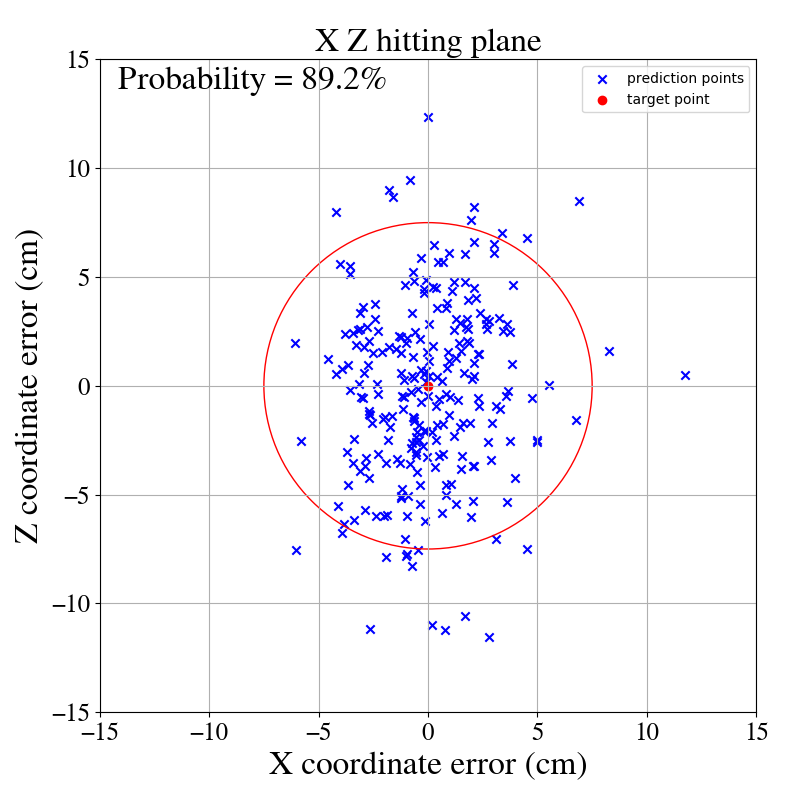 X Z hitting plane
Probability = 89.2%
prediction points
target point
Z coordinate error (cm)
15
10
5
0
−5
−10
−15
−15
−10
−5
0
5
10
15
X coordinate error (cm)